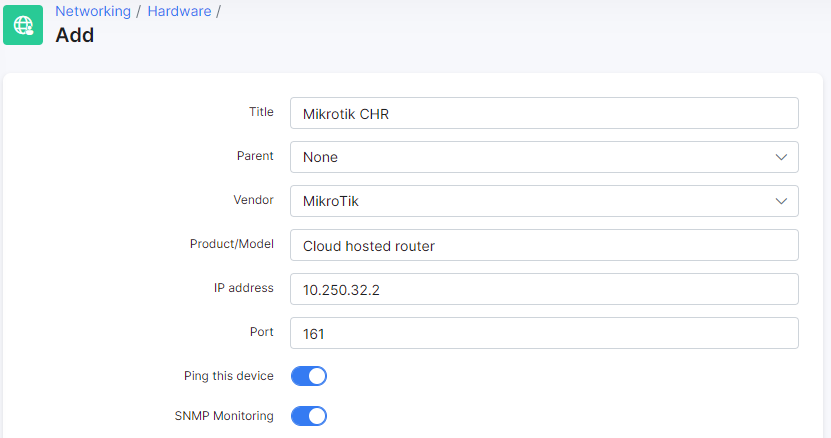 Networking / Hardware /
Add
Title Mikrotik CHR
Parent None
Vendor MikroTik
Product/Model Cloud hosted router
IP address 10.250.32.2
Port 161
Ping this device
SNMP Monitoring